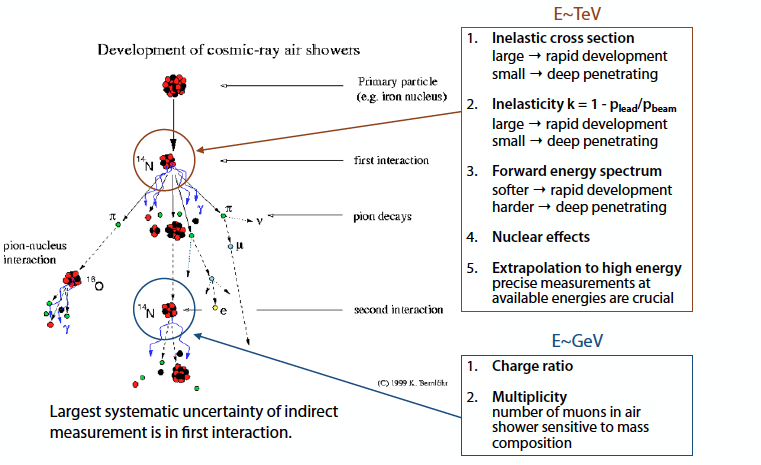 Development of cosmic-ray air showers
Primary particle
(e.g. iron nucleus)
14N
first interaction
γ
π
π
ν
pion decays
μ
pion-nucleus
interaction
16O
γ
14N
e
second interaction
(C) 1999 K. Bernlöhr
Largest systematic uncertainty of indirect
measurement is in first interaction.
E~TeV
1. Inelastic cross section
large → rapid development
small → deep penetrating
2. Inelasticity k = 1 - plead/pbeam
large → rapid development
small → deep penetrating
3. Forward energy spectrum
softer → rapid development
harder → deep penetrating
4. Nuclear effects
5. Extrapolation to high energy
precise measurements at
available energies are crucial
E~GeV
1. Charge ratio
2. Multiplicity
number of muons in air
shower sensitive to mass
composition